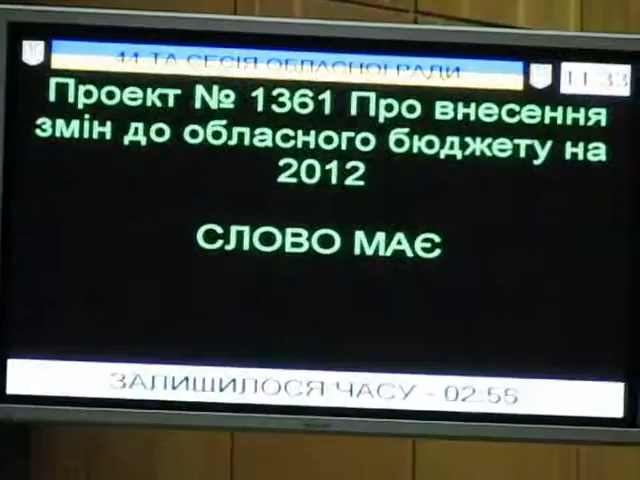 44 ТА СЕСІЯ ОБЛАСНОЇ РАДИ
11:33
Проект № 1361 Про внесення
змін до обласного бюджету на
2012
СЛОВО МАЄ
ЗАЛИШИЛОСЯ ЧАСУ - 02:55